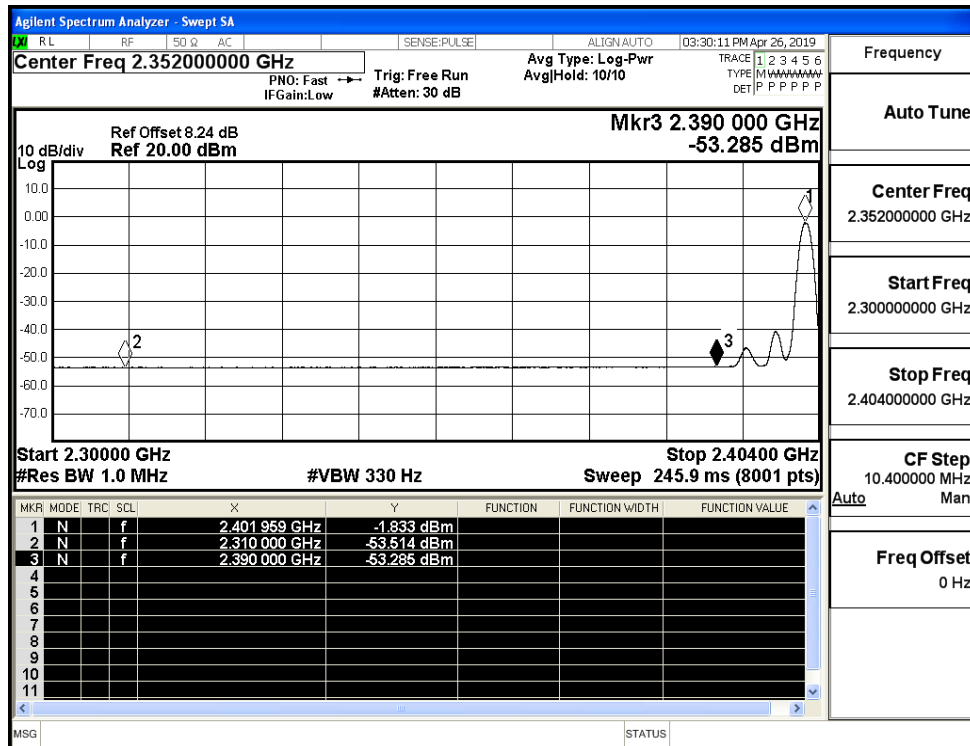 Agilent Spectrum Analyzer - Swept SA
LXI RL RF 50 Ω AC SENSE:PULSE ALIGN AUTO 03:30:11 PM Apr 26, 2019
Center Freq 2.352000000 GHz
PNO: Fast
IFGain:Low
Trig: Free Run
#Atten: 30 dB
Avg Type: Log-Pwr
Avg|Hold: 10/10
TRACE 1 2 3 4 5 6
TYPE M
DET P P P P P P
Ref Offset 8.24 dB
10 dB/div Ref 20.00 dBm
Log
Mkr3 2.390 000 GHz
-53.285 dBm
10.0
0.00
-10.0
-20.0
-30.0
-40.0
-50.0
-60.0
-70.0
1
2
3
Start 2.30000 GHz Stop 2.40400 GHz
#Res BW 1.0 MHz #VBW 330 Hz Sweep 245.9 ms (8001 pts)
MKR MODE TRC SCL X Y FUNCTION FUNCTION WIDTH FUNCTION VALUE
1 N f 2.401 959 GHz -1.833 dBm
2 N f 2.310 000 GHz -53.514 dBm
3 N f 2.390 000 GHz -53.285 dBm
4
5
6
7
8
9
10
11
MSG STATUS
Frequency
Auto Tune
Center Freq
2.352000000 GHz
Start Freq
2.300000000 GHz
Stop Freq
2.404000000 GHz
CF Step
10.400000 MHz
Auto Man
Freq Offset
0 Hz